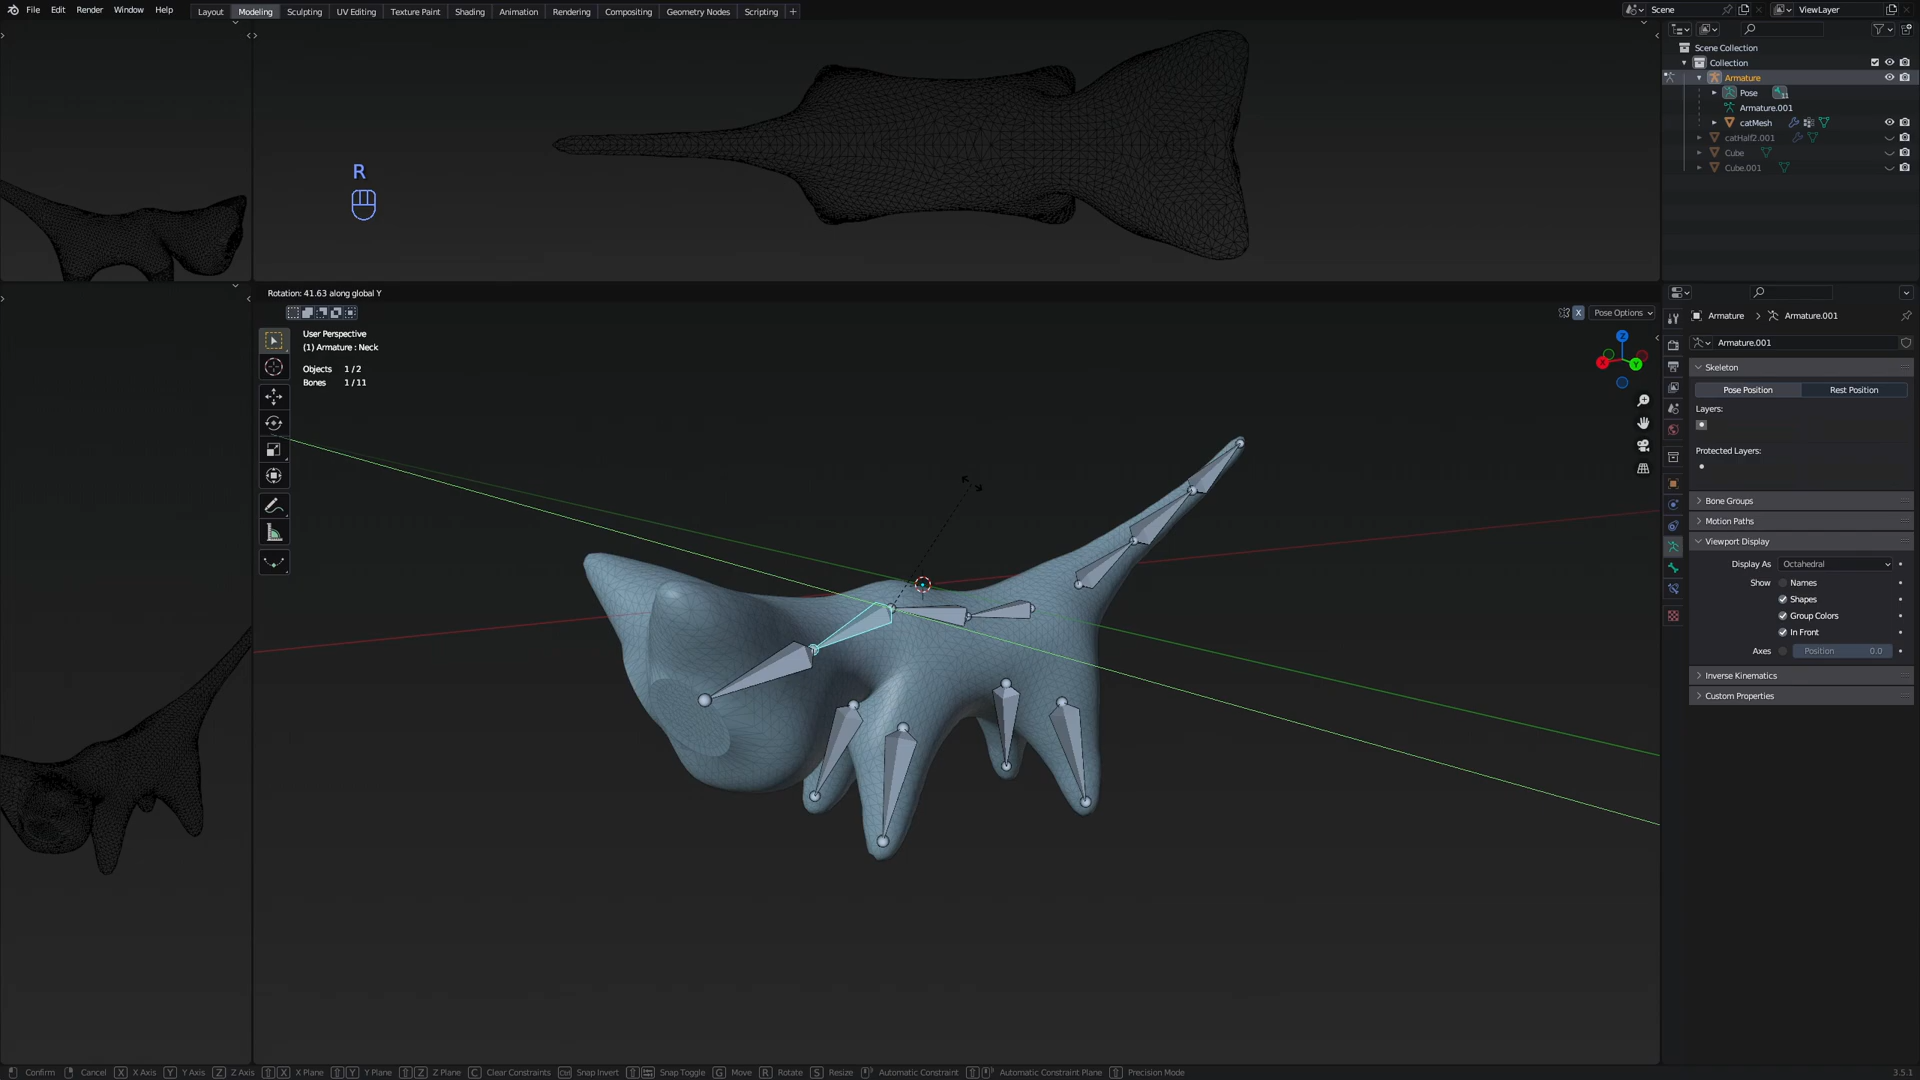 File Edit Render Window Help Layout Modeling Sculpting UV Editing Texture Paint Shading Animation Rendering Compositing Geometry Nodes Scripting + Scene ViewLayer
Scene Collection
Collection
Armature
Pose 11
Armature.001
catMesh
catHalf2.001
Cube
Cube.001
R
Rotation: 41.63 along global Y
X Pose Options
User Perspective
(1) Armature : Neck
Objects 1 / 2
Bones 1 / 11
Z
X
Y
Armature > Armature.001
Armature.001
Skeleton
Pose Position Rest Position
Layers:
Protected Layers:
Bone Groups
Motion Paths
Viewport Display
Display As Octahedral
Show Names
Shapes
Group Colors
In Front
Axes Position 0.0
Inverse Kinematics
Custom Properties
Confirm Cancel X X Axis Y Y Axis Z Z Axis X X Plane Y Y Plane Z Z Plane C Clear Constraints Ctrl Snap Invert Snap Toggle G Move R Rotate S Resize Automatic Constraint Automatic Constraint Plane Precision Mode 3.5.1